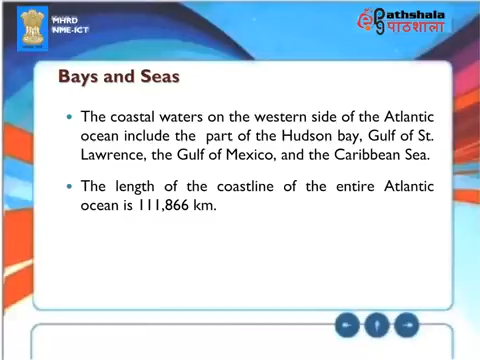 MHRD
NME-ICT
ePathshala
पाठशाला
Bays and Seas
• The coastal waters on the western side of the Atlantic
ocean include the part of the Hudson bay, Gulf of St.
Lawrence, the Gulf of Mexico, and the Caribbean Sea.
• The length of the coastline of the entire Atlantic
ocean is 111,866 km.